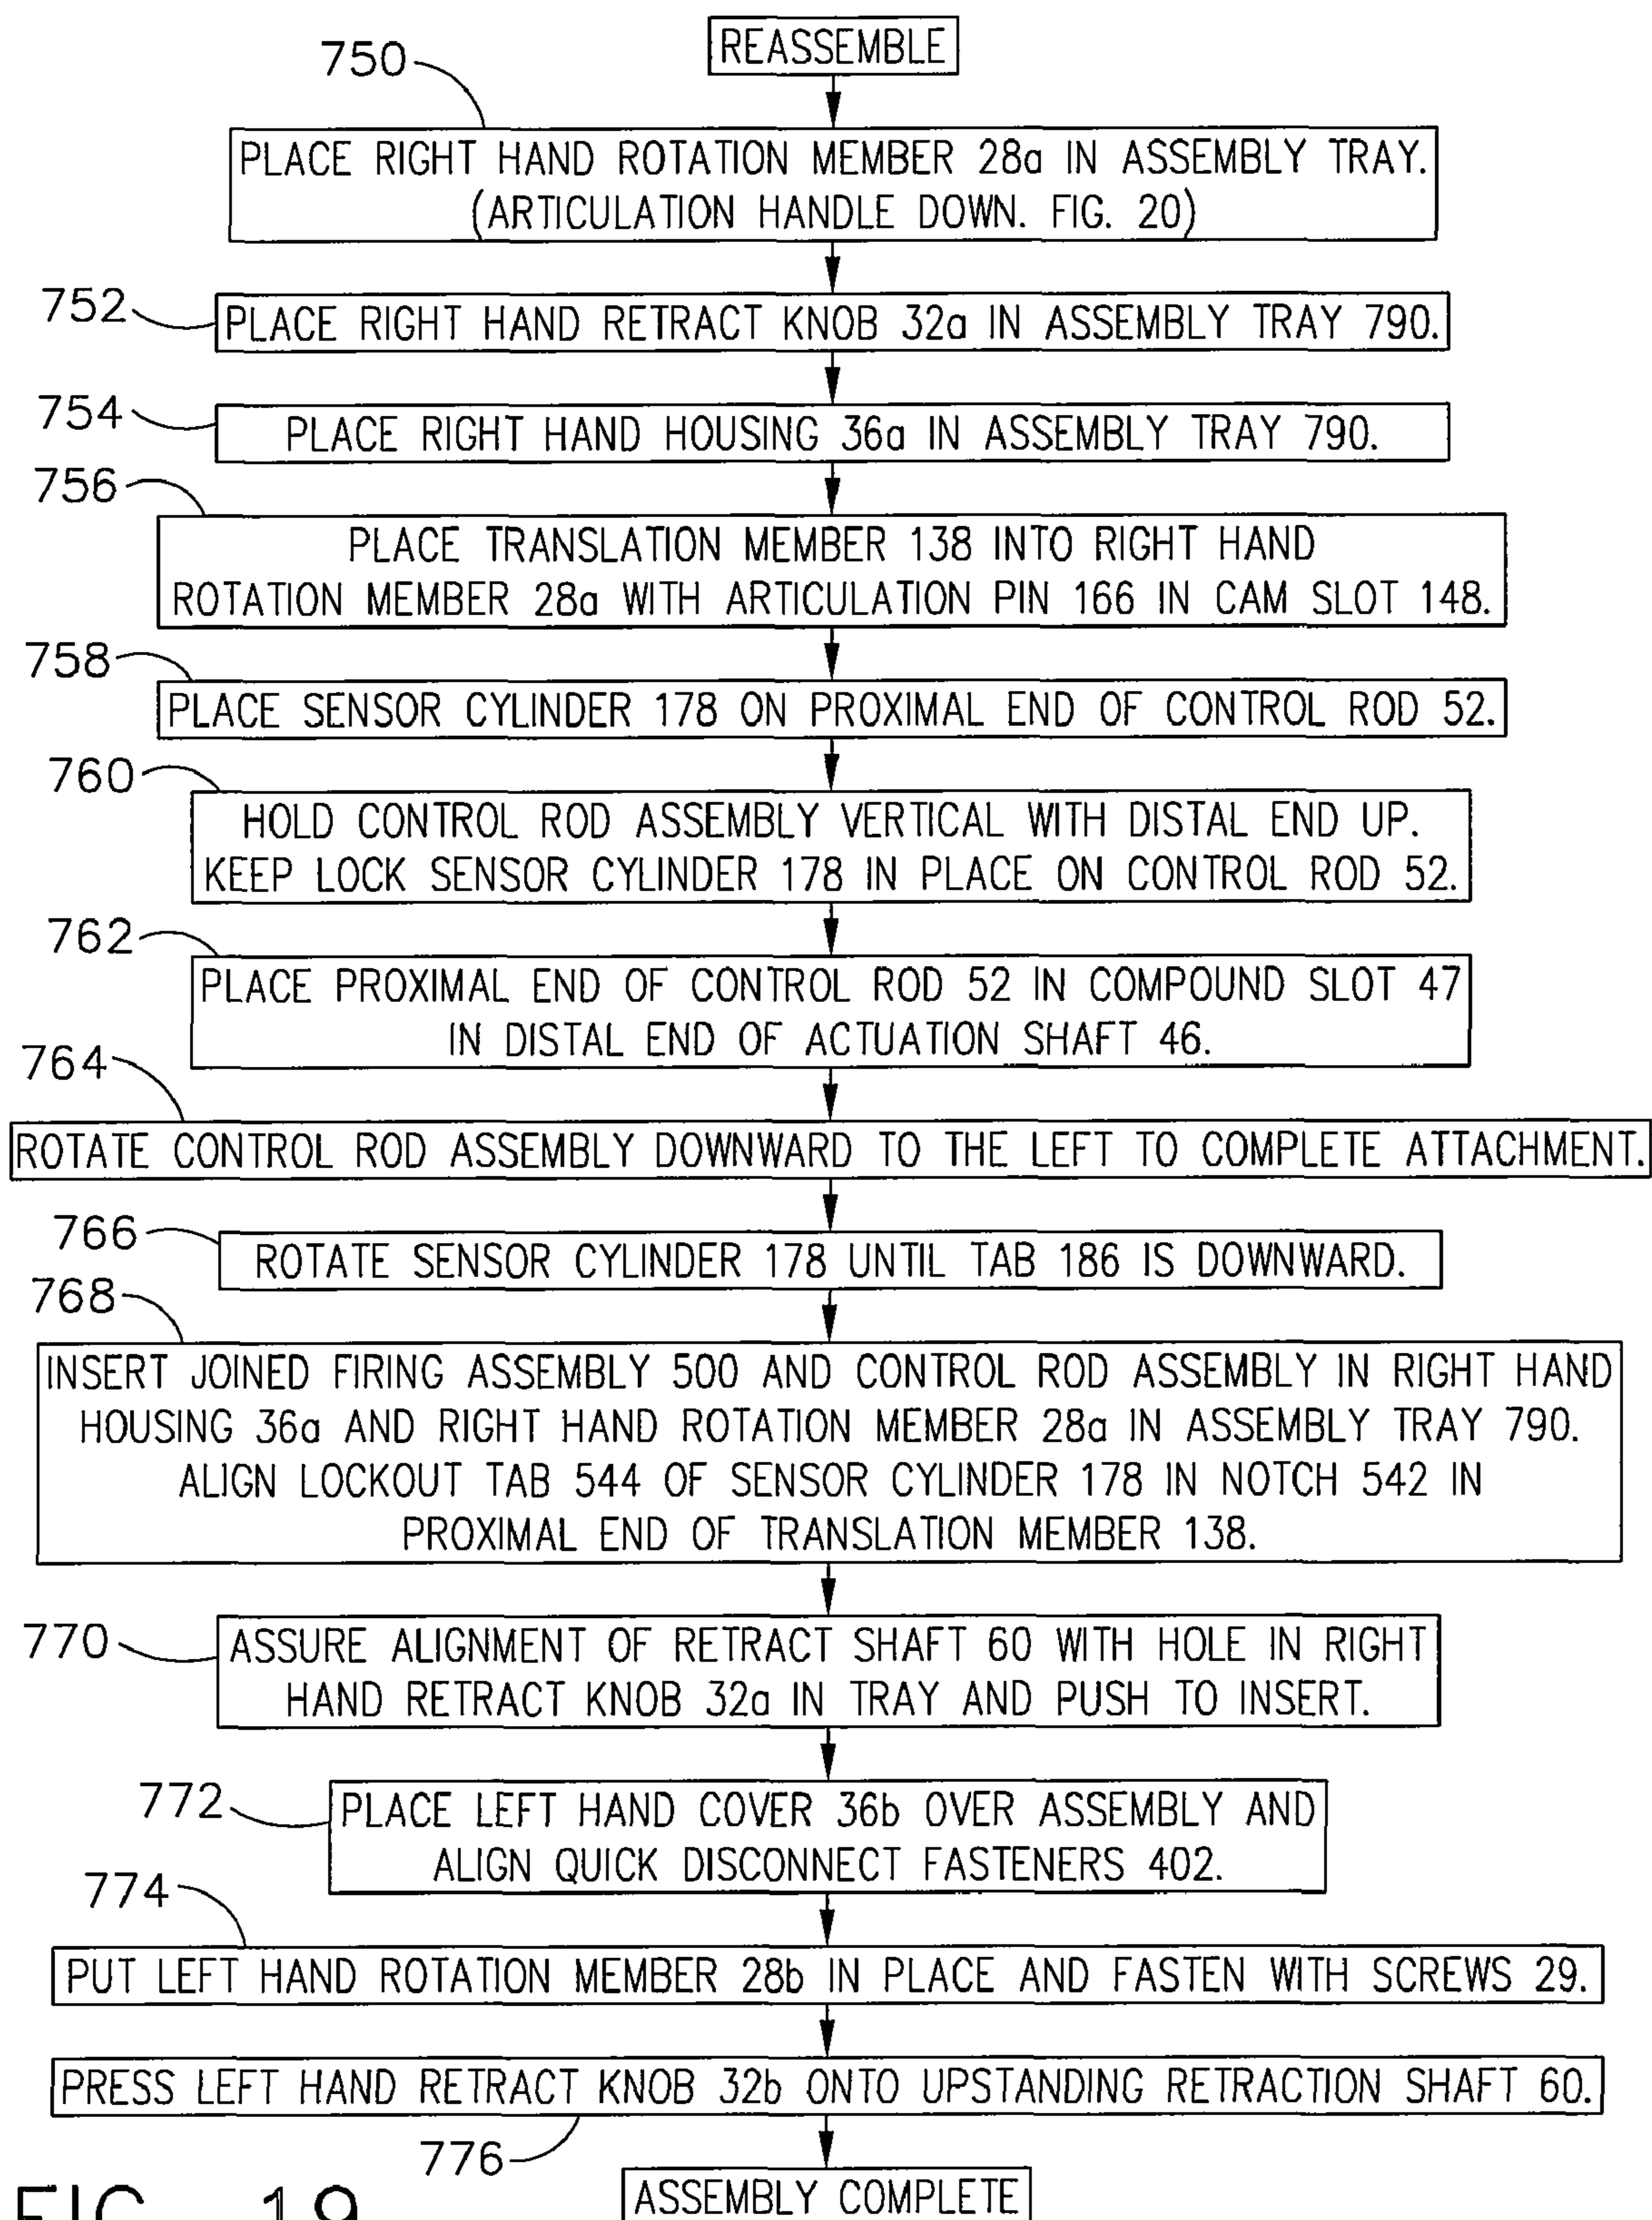 REASSEMBLE
750
PLACE RIGHT HAND ROTATION MEMBER 28a IN ASSEMBLY TRAY.
(ARTICULATION HANDLE DOWN. FIG. 20)
752
PLACE RIGHT HAND RETRACT KNOB 32a IN ASSEMBLY TRAY 790.
754
PLACE RIGHT HAND HOUSING 36a IN ASSEMBLY TRAY 790.
756
PLACE TRANSLATION MEMBER 138 INTO RIGHT HAND
ROTATION MEMBER 28a WITH ARTICULATION PIN 166 IN CAM SLOT 148.
758
PLACE SENSOR CYLINDER 178 ON PROXIMAL END OF CONTROL ROD 52.
760
HOLD CONTROL ROD ASSEMBLY VERTICAL WITH DISTAL END UP.
KEEP LOCK SENSOR CYLINDER 178 IN PLACE ON CONTROL ROD 52.
762
PLACE PROXIMAL END OF CONTROL ROD 52 IN COMPOUND SLOT 47
IN DISTAL END OF ACTUATION SHAFT 46.
764
ROTATE CONTROL ROD ASSEMBLY DOWNWARD TO THE LEFT TO COMPLETE ATTACHMENT.
766
ROTATE SENSOR CYLINDER 178 UNTIL TAB 186 IS DOWNWARD.
768
INSERT JOINED FIRING ASSEMBLY 500 AND CONTROL ROD ASSEMBLY IN RIGHT HAND
HOUSING 36a AND RIGHT HAND ROTATION MEMBER 28a IN ASSEMBLY TRAY 790.
ALIGN LOCKOUT TAB 544 OF SENSOR CYLINDER 178 IN NOTCH 542 IN
PROXIMAL END OF TRANSLATION MEMBER 138.
770
ASSURE ALIGNMENT OF RETRACT SHAFT 60 WITH HOLE IN RIGHT
HAND RETRACT KNOB 32a IN TRAY AND PUSH TO INSERT.
772
PLACE LEFT HAND COVER 36b OVER ASSEMBLY AND
ALIGN QUICK DISCONNECT FASTENERS 402.
774
PUT LEFT HAND ROTATION MEMBER 28b IN PLACE AND FASTEN WITH SCREWS 29.
PRESS LEFT HAND RETRACT KNOB 32b ONTO UPSTANDING RETRACTION SHAFT 60.
776
ASSEMBLY COMPLETE
FIG. 19